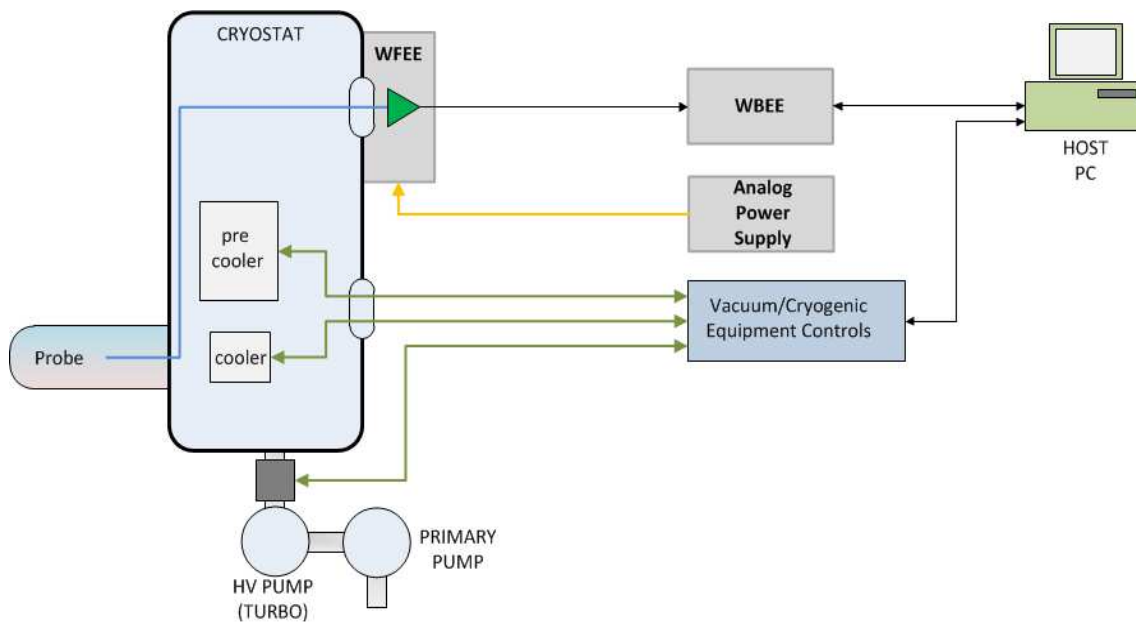 CRYOSTAT
WFEE
WBEE
HOST
PC
Analog
Power
Supply
pre
cooler
Vacuum/Cryogenic
Equipment Controls
Probe
cooler
PRIMARY
PUMP
HV PUMP
(TURBO)